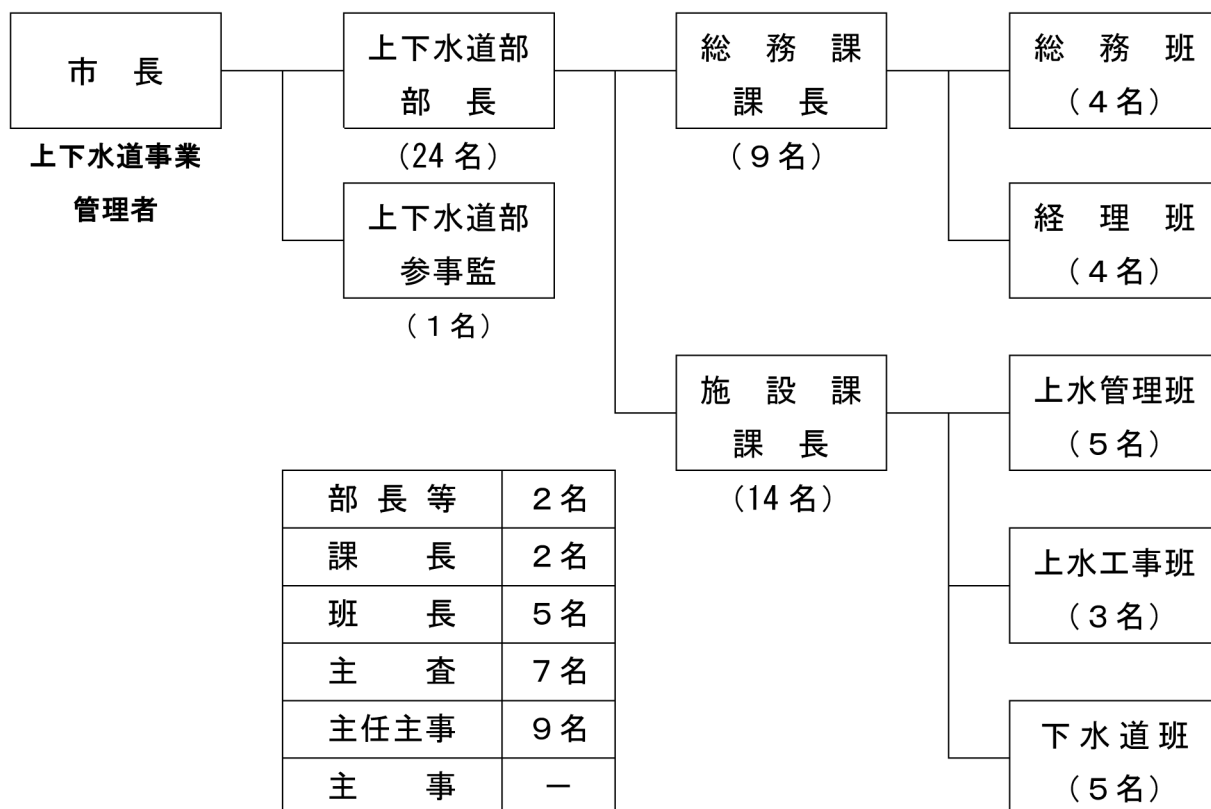 市　長
上下水道事業
管理者
上下水道部
部　長
（24 名）
上下水道部
参事監
（１名）
総　務　課
課　長
（９名）
総　務　班
（４名）
経　理　班
（４名）
施　設　課
課　長
（14 名）
上水管理班
（５名）
上水工事班
（３名）
下 水 道 班
（５名）
部 長 等　２名
課　　長　２名
班　　長　５名
主　　査　７名
主任主事　９名
主　　事　－